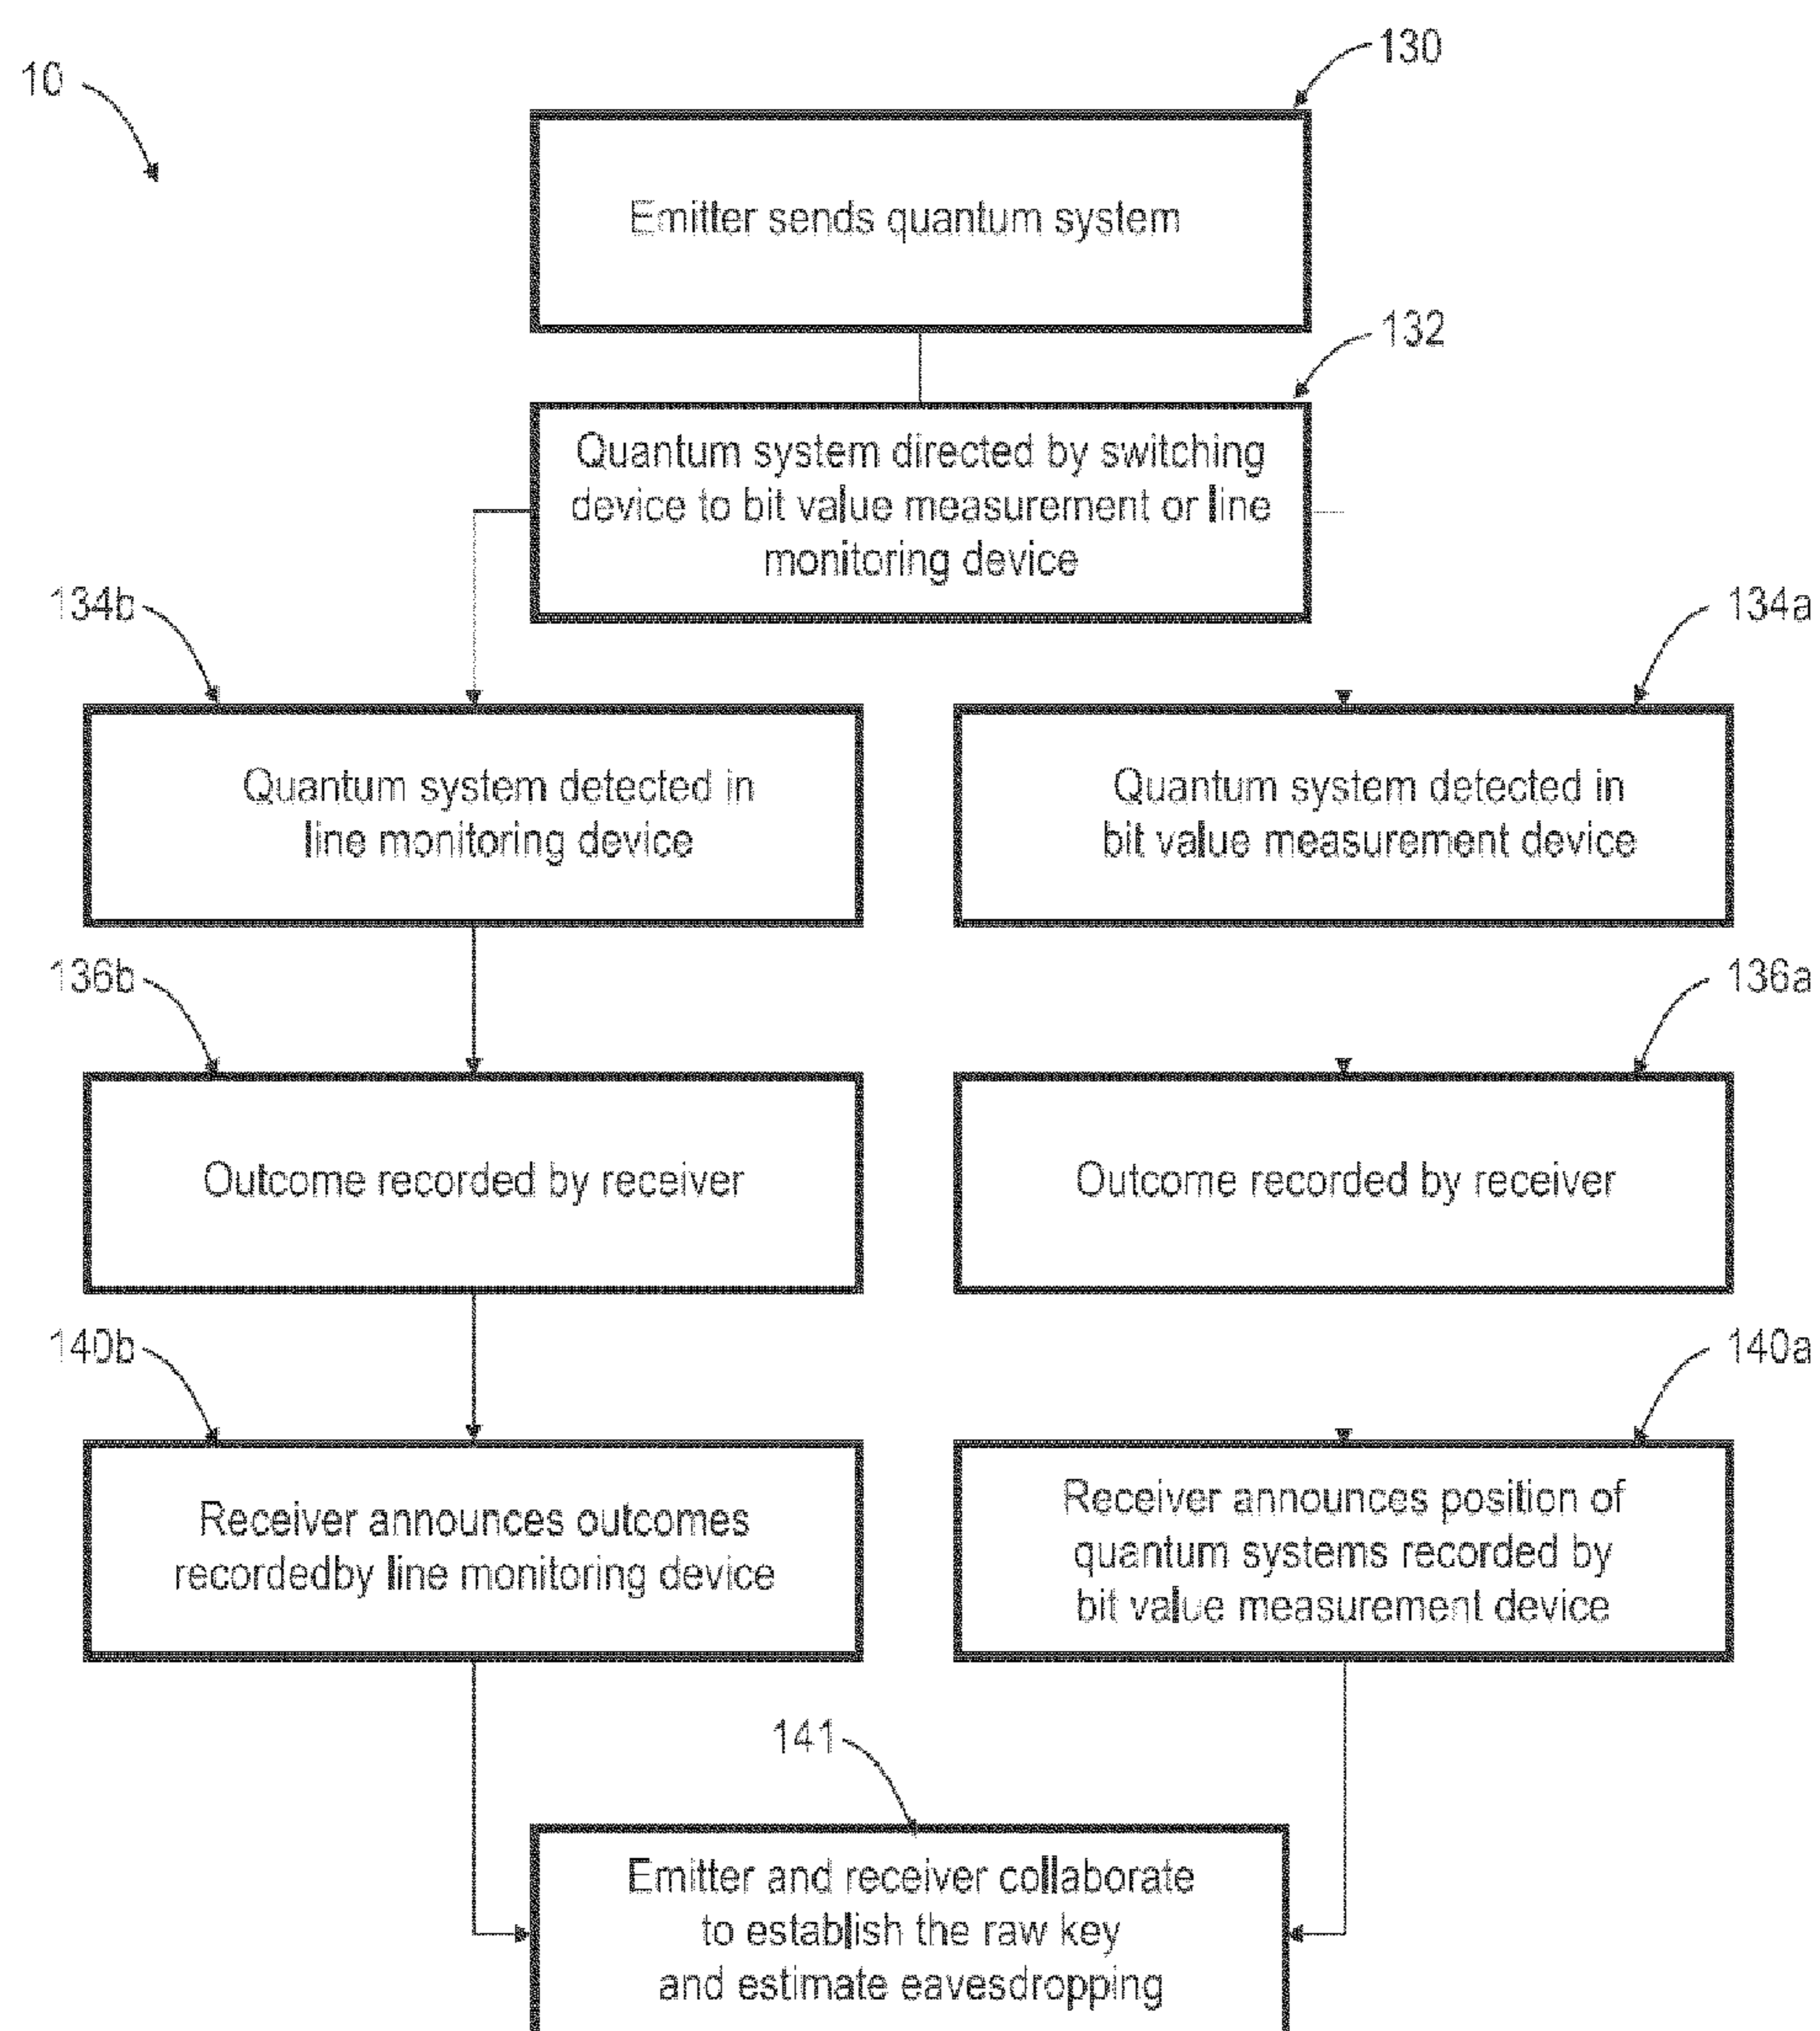 130
10
Emitter sends quantum system
132
Quantum system directed by switching
device to bit value measurement or line
monitoring device
134b
134a
Quantum system detected in
line monitoring device
Quantum system detected in
bit value measurement device
136b
136a
Outcome recorded by receiver
Outcome recorded by receiver
140b
140a
Receiver announces outcomes
recordedby line monitoring device
Receiver announces position of
quantum systems recorded by
bit value measurement device
141
Emitter and receiver collaborate
to establish the raw key
and estimate eavesdropping